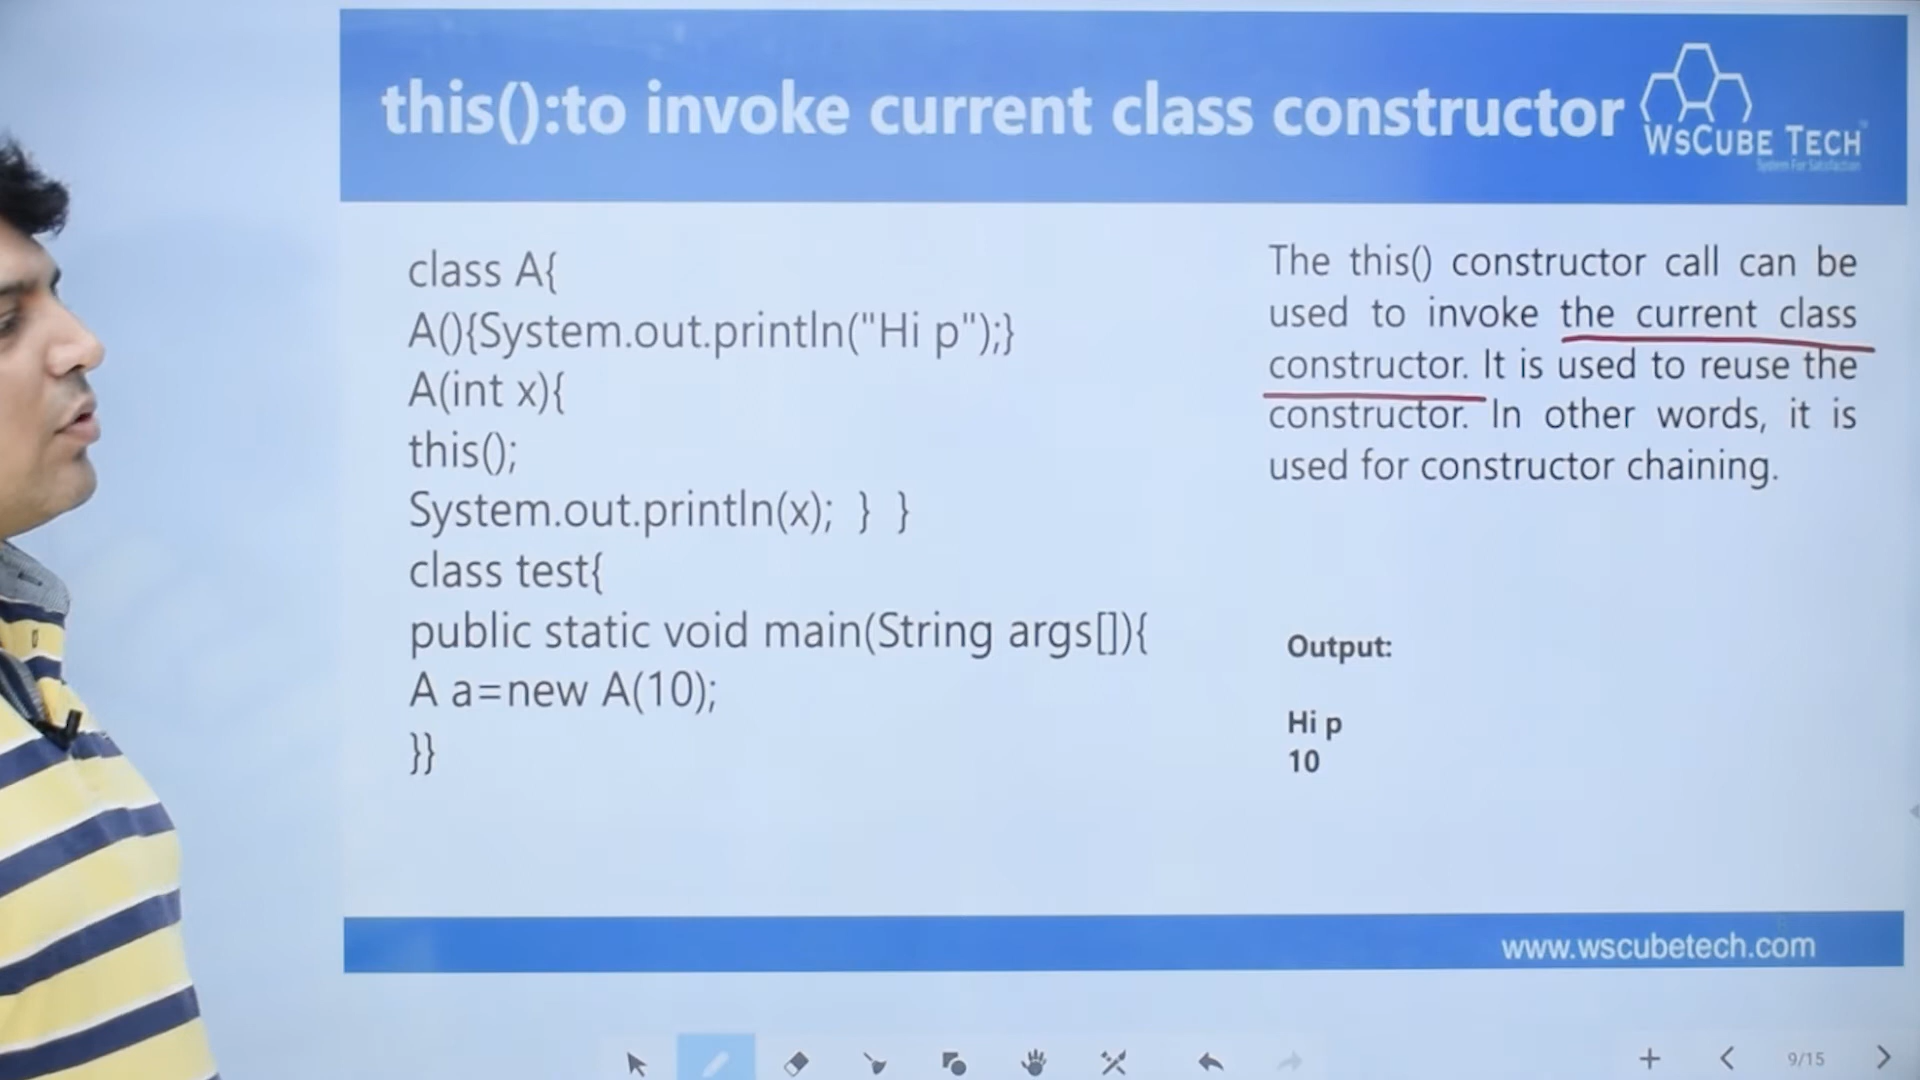 this():to invoke current class constructor
WsCube Tech
System For Satisfaction
class A{
A(){System.out.println("Hi p");}
A(int x){
this();
System.out.println(x);  }  }
class test{
public static void main(String args[]){
A a=new A(10);
}}
The this() constructor call can be
used to invoke the current class
constructor. It is used to reuse the
constructor. In other words, it is
used for constructor chaining.
Output:
Hi p
10
www.wscubetech.com
9/15